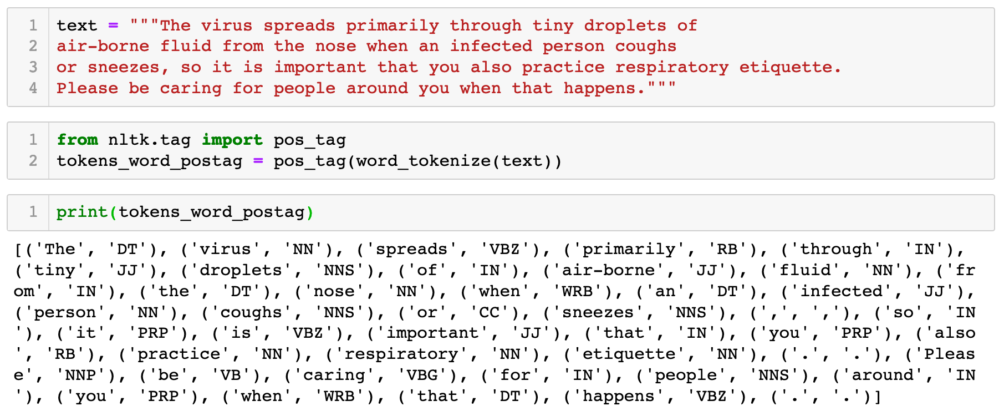 1 text = """The virus spreads primarily through tiny droplets of
2 air-borne fluid from the nose when an infected person coughs
3 or sneezes, so it is important that you also practice respiratory etiquette.
4 Please be caring for people around you when that happens."""
1 from nltk.tag import pos_tag
2 tokens_word_postag = pos_tag(word_tokenize(text))
1 print(tokens_word_postag)
[('The', 'DT'), ('virus', 'NN'), ('spreads', 'VBZ'), ('primarily', 'RB'), ('through', 'IN'),
('tiny', 'JJ'), ('droplets', 'NNS'), ('of', 'IN'), ('air-borne', 'JJ'), ('fluid', 'NN'), ('fr
om', 'IN'), ('the', 'DT'), ('nose', 'NN'), ('when', 'WRB'), ('an', 'DT'), ('infected', 'JJ'),
('person', 'NN'), ('coughs', 'NNS'), ('or', 'CC'), ('sneezes', 'NNS'), (',', ','), ('so', 'IN
'), ('it', 'PRP'), ('is', 'VBZ'), ('important', 'JJ'), ('that', 'IN'), ('you', 'PRP'), ('also
', 'RB'), ('practice', 'NN'), ('respiratory', 'NN'), ('etiquette', 'NN'), ('.', '.'), ('Pleas
e', 'NNP'), ('be', 'VB'), ('caring', 'VBG'), ('for', 'IN'), ('people', 'NNS'), ('around', 'IN
'), ('you', 'PRP'), ('when', 'WRB'), ('that', 'DT'), ('happens', 'VBZ'), ('.', '.')]